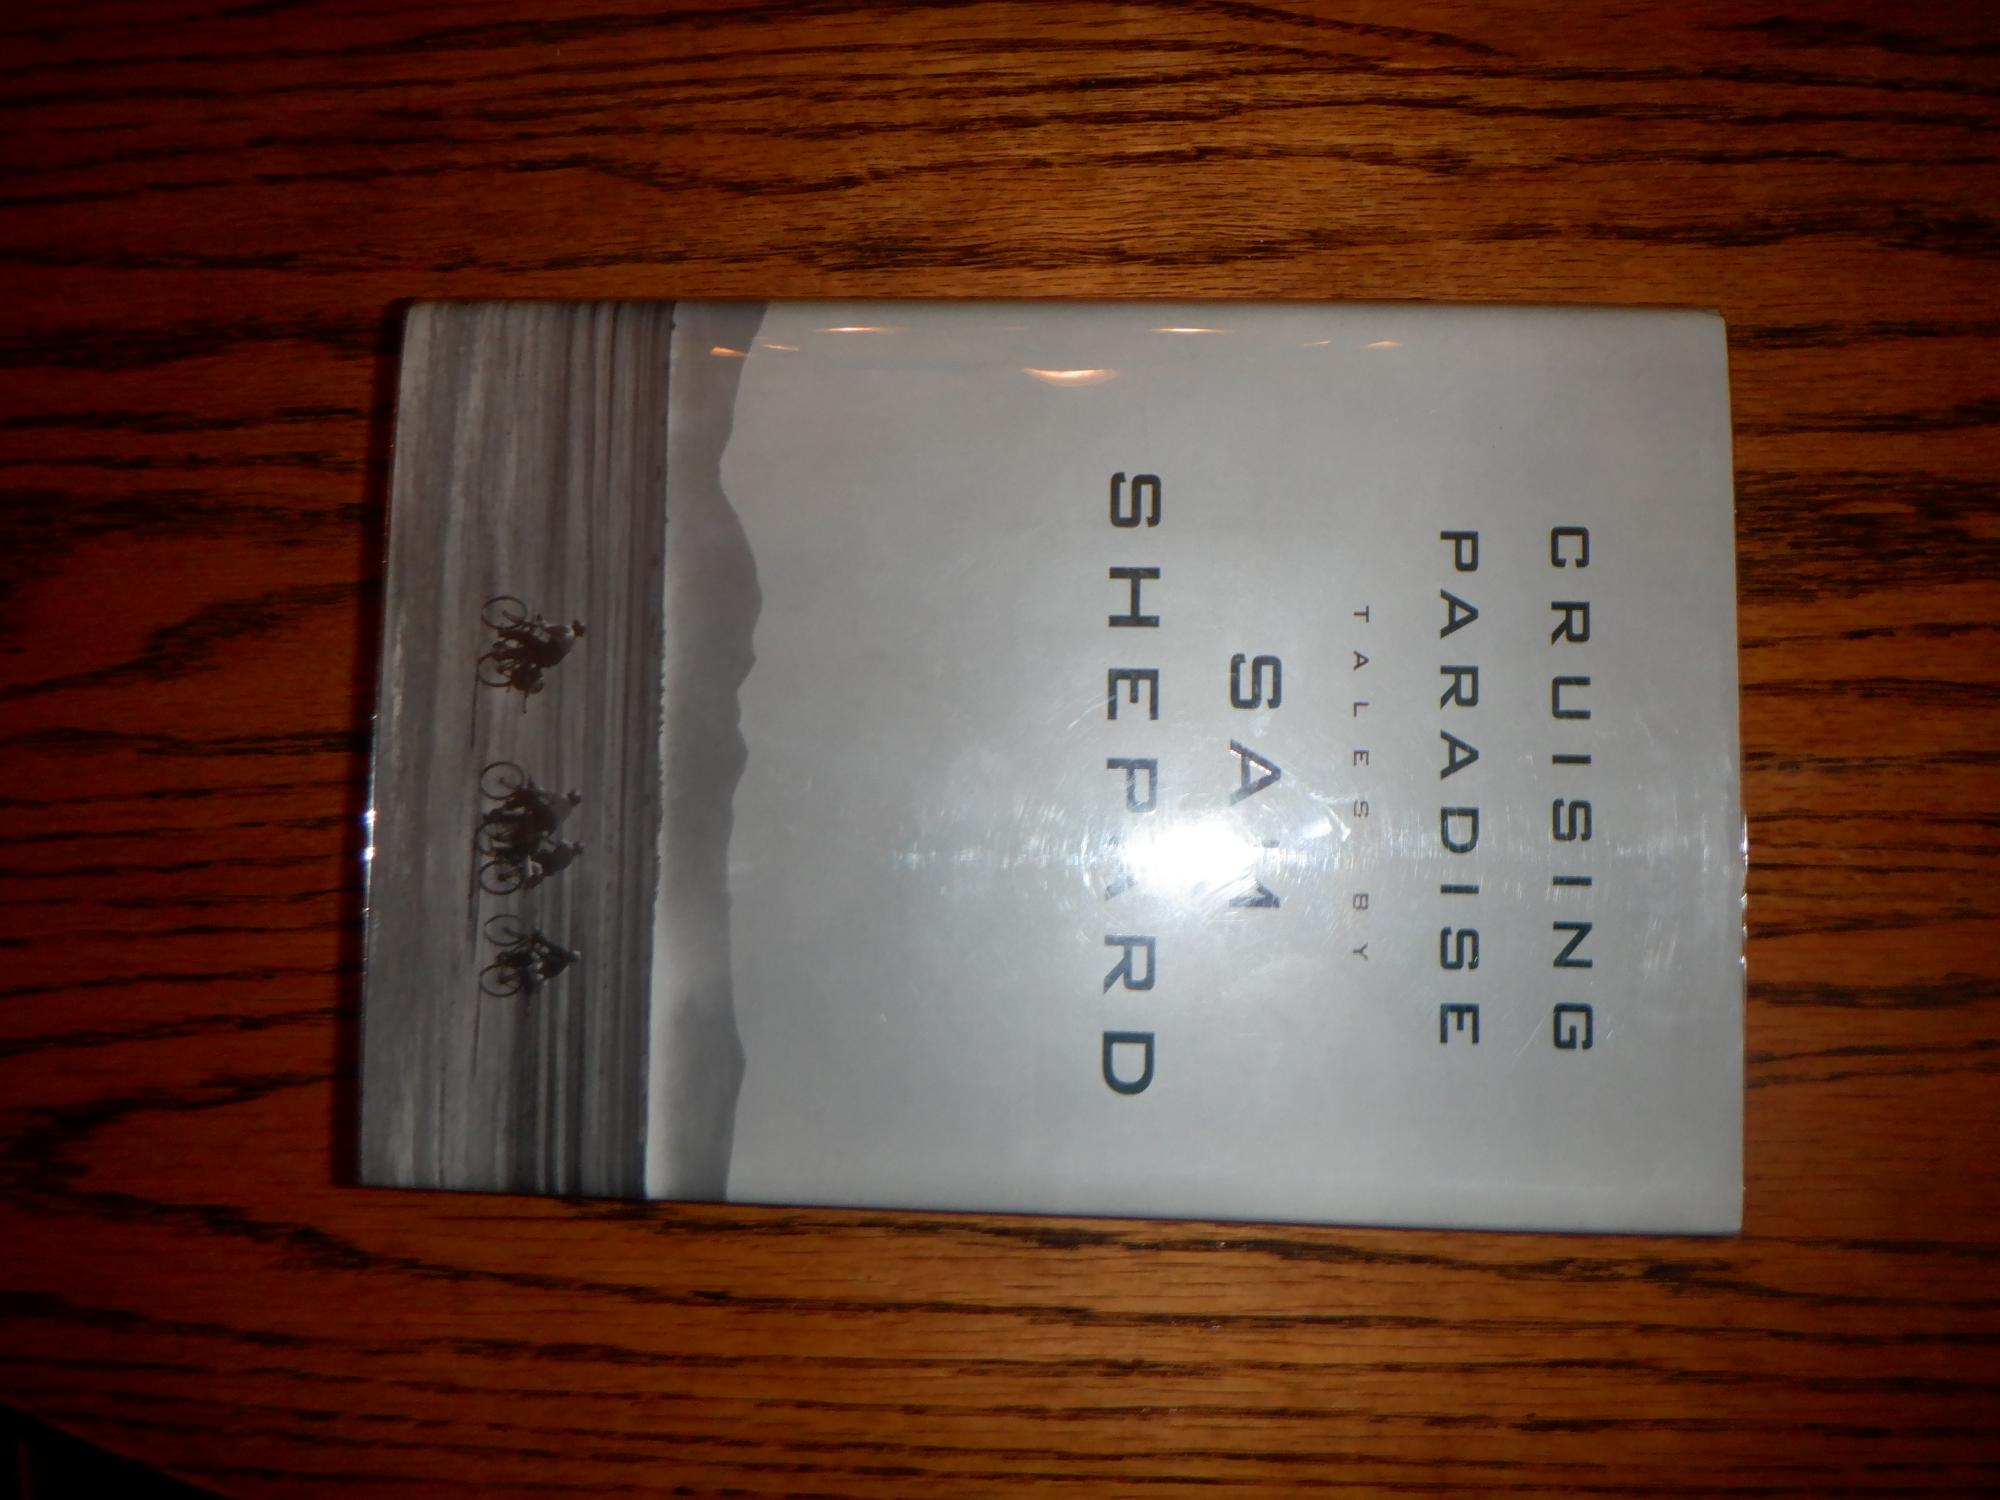 CRUISING
PARADISE
TALES BY
SAM
SHEPARD